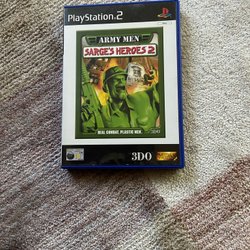 PlayStation®2
ARMY MEN
SARGE'S HEROES 2
REAL COMBAT. PLASTIC MEN.
3DO